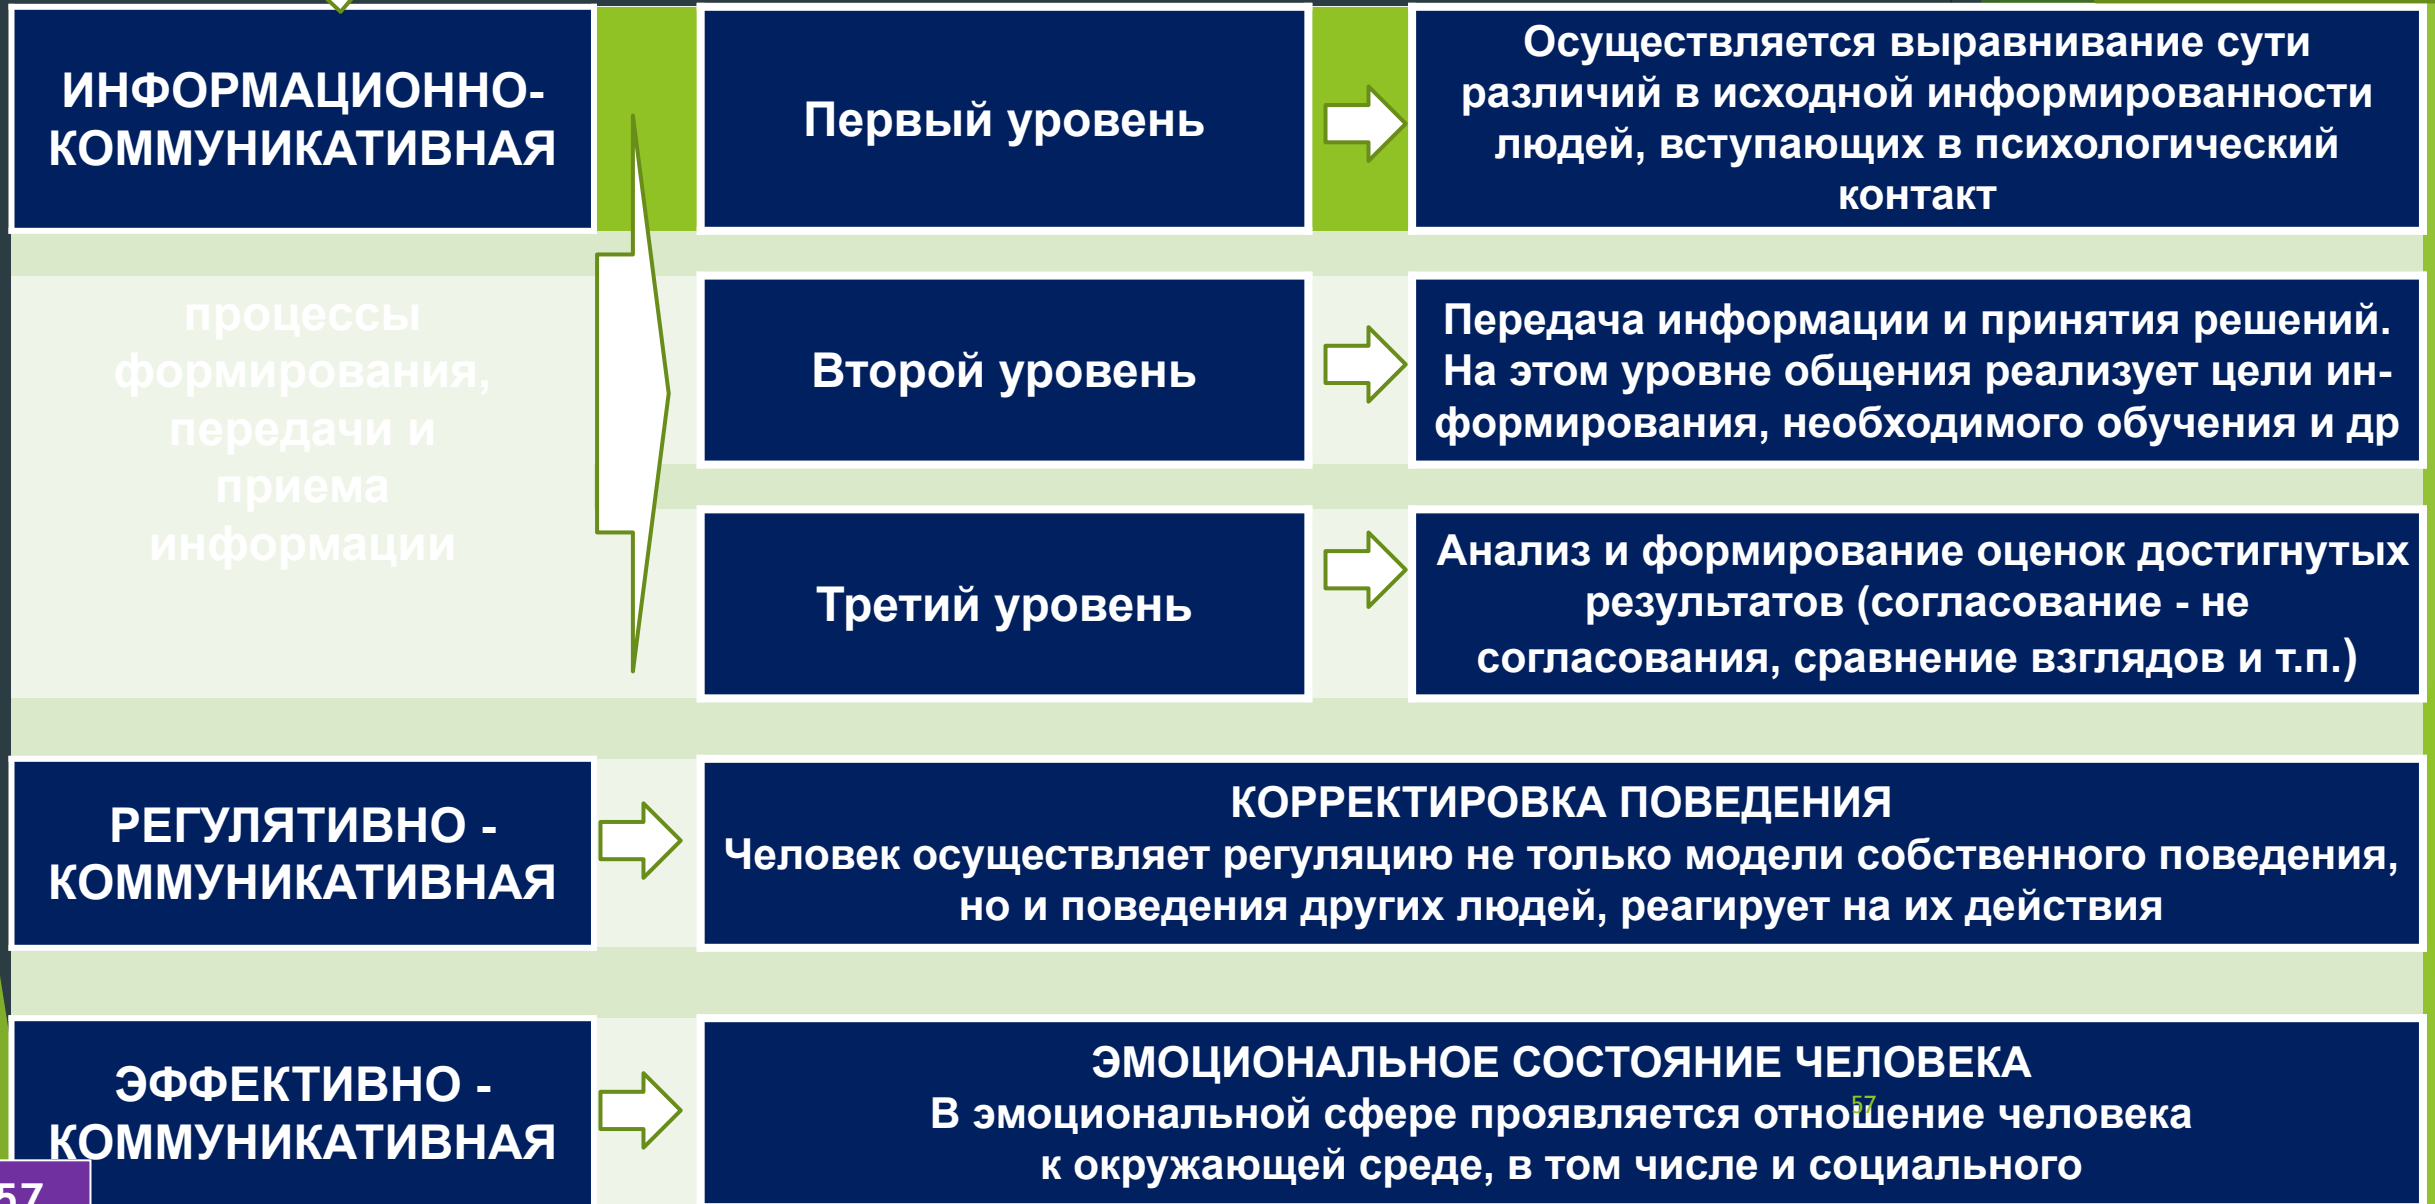 ИНФОРМАЦИОННО-
КОММУНИКАТИВНАЯ
процессы
формирования,
передачи и
приема
информации
Первый уровень
Осуществляется выравнивание сути
различий в исходной информированности
людей, вступающих в психологический
контакт
Второй уровень
Передача информации и принятия решений.
На этом уровне общения реализует цели ин-
формирования, необходимого обучения и др
Третий уровень
Анализ и формирование оценок достигнутых
результатов (согласование - не
согласования, сравнение взглядов и т.п.)
РЕГУЛЯТИВНО -
КОММУНИКАТИВНАЯ
КОРРЕКТИРОВКА ПОВЕДЕНИЯ
Человек осуществляет регуляцию не только модели собственного поведения,
но и поведения других людей, реагирует на их действия
ЭФФЕКТИВНО -
КОММУНИКАТИВНАЯ
ЭМОЦИОНАЛЬНОЕ СОСТОЯНИЕ ЧЕЛОВЕКА
В эмоциональной сфере проявляется отношение человека
к окружающей среде, в том числе и социального
57
57